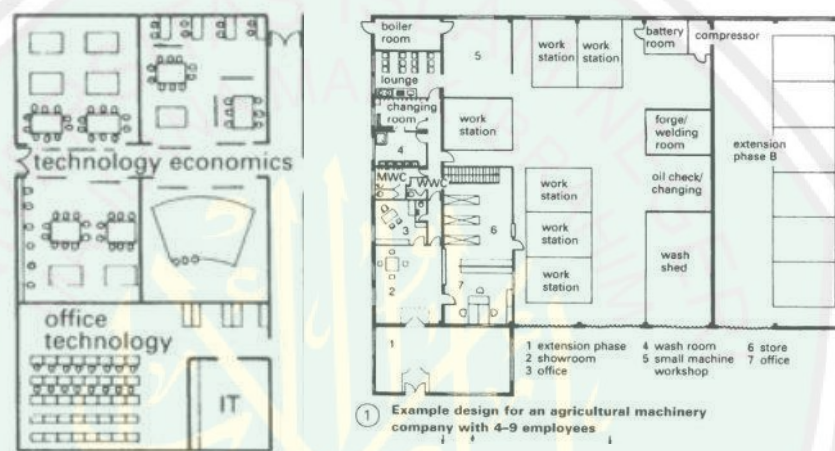 technology economics
office
technology
IT
boiler
room
lounge
changing
room
4
MWC
WWC
3
2
1
5
work
station
work
station
work
station
work
station
work
station
work
station
6
7
battery
room
compressor
forge/
welding
room
oil check/
changing
wash
shed
extension
phase B
1 extension phase
2 showroom
3 office
4 wash room
5 small machine
workshop
6 store
7 office
1 Example design for an agricultural machinery
company with 4–9 employees